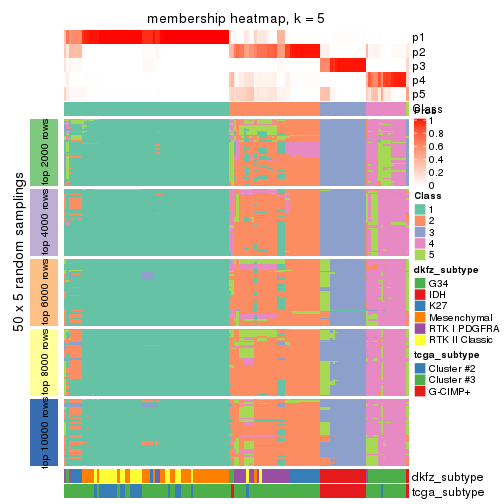 membership heatmap, k = 5
p1
p2
p3
p4
p5
Class
Prob
1
0.8
0.6
0.4
0.2
0
Class
1
2
3
4
5
dkfz_subtype
G34
IDH
K27
Mesenchymal
RTK I PDGFRA
RTK II Classic
tcga_subtype
Cluster #2
Cluster #3
G-CIMP+
50 x 5 random samplings
top 2000 rows
top 4000 rows
top 6000 rows
top 8000 rows
top 10000 rows
dkfz_subtype
tcga_subtype